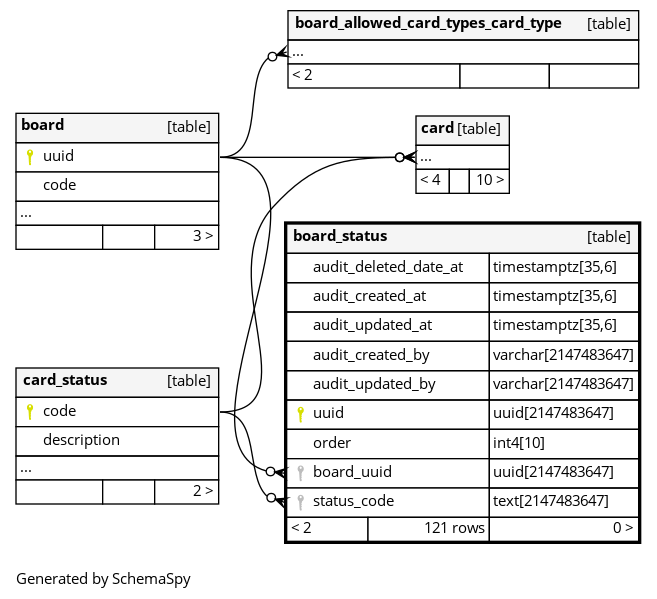 board_allowed_card_types_card_type [table]
...
< 2
board [table]
uuid
code
...
3 >
card [table]
...
< 4 10 >
board_status [table]
audit_deleted_date_at timestamptz[35,6]
audit_created_at timestamptz[35,6]
audit_updated_at timestamptz[35,6]
audit_created_by varchar[2147483647]
audit_updated_by varchar[2147483647]
uuid uuid[2147483647]
order int4[10]
board_uuid uuid[2147483647]
status_code text[2147483647]
< 2 121 rows 0 >
card_status [table]
code
description
...
2 >
Generated by SchemaSpy